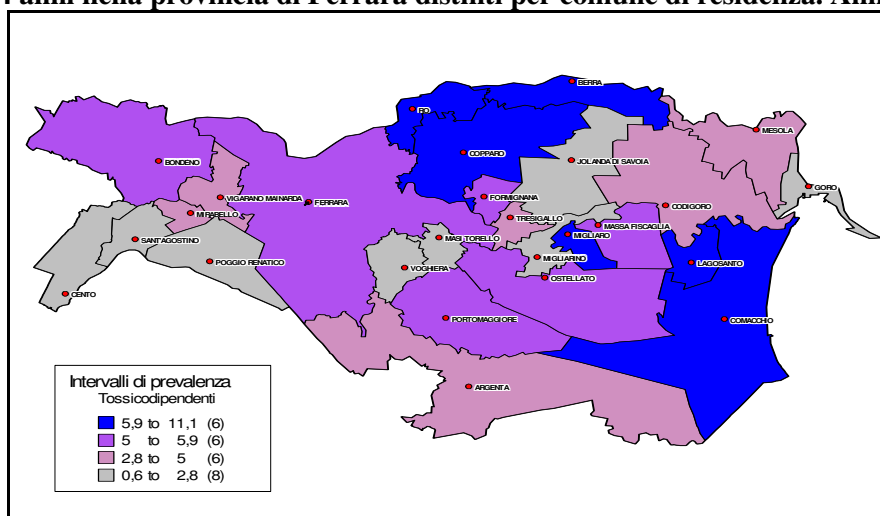 anni nella provincia di Ferrara distinti per comune di residenza.
BERRA
RO
MESOLA
COPPARO
BONDENO
JOLANDA DI SAVOIA
GORO
VIGARANO MAINARDA
FORMIGNANA
FERRARA
CODIGORO
MIRABELLO
TRESIGALLO
MASSA FISCAGLIA
SANT'AGOSTINO
MASI TORELLO
MIGLIARO
POGGIO RENATICO
VOGHIERA
MIGLIARINO
LAGOSANTO
OSTELLATO
CENTO
PORTOMAGGIORE
COMACCHIO
ARGENTA
Intervalli di prevalenza
Tossicodipendenti
5,9 to 11,1 (6)
5 to 5,9 (6)
2,8 to 5 (6)
0,6 to 2,8 (8)